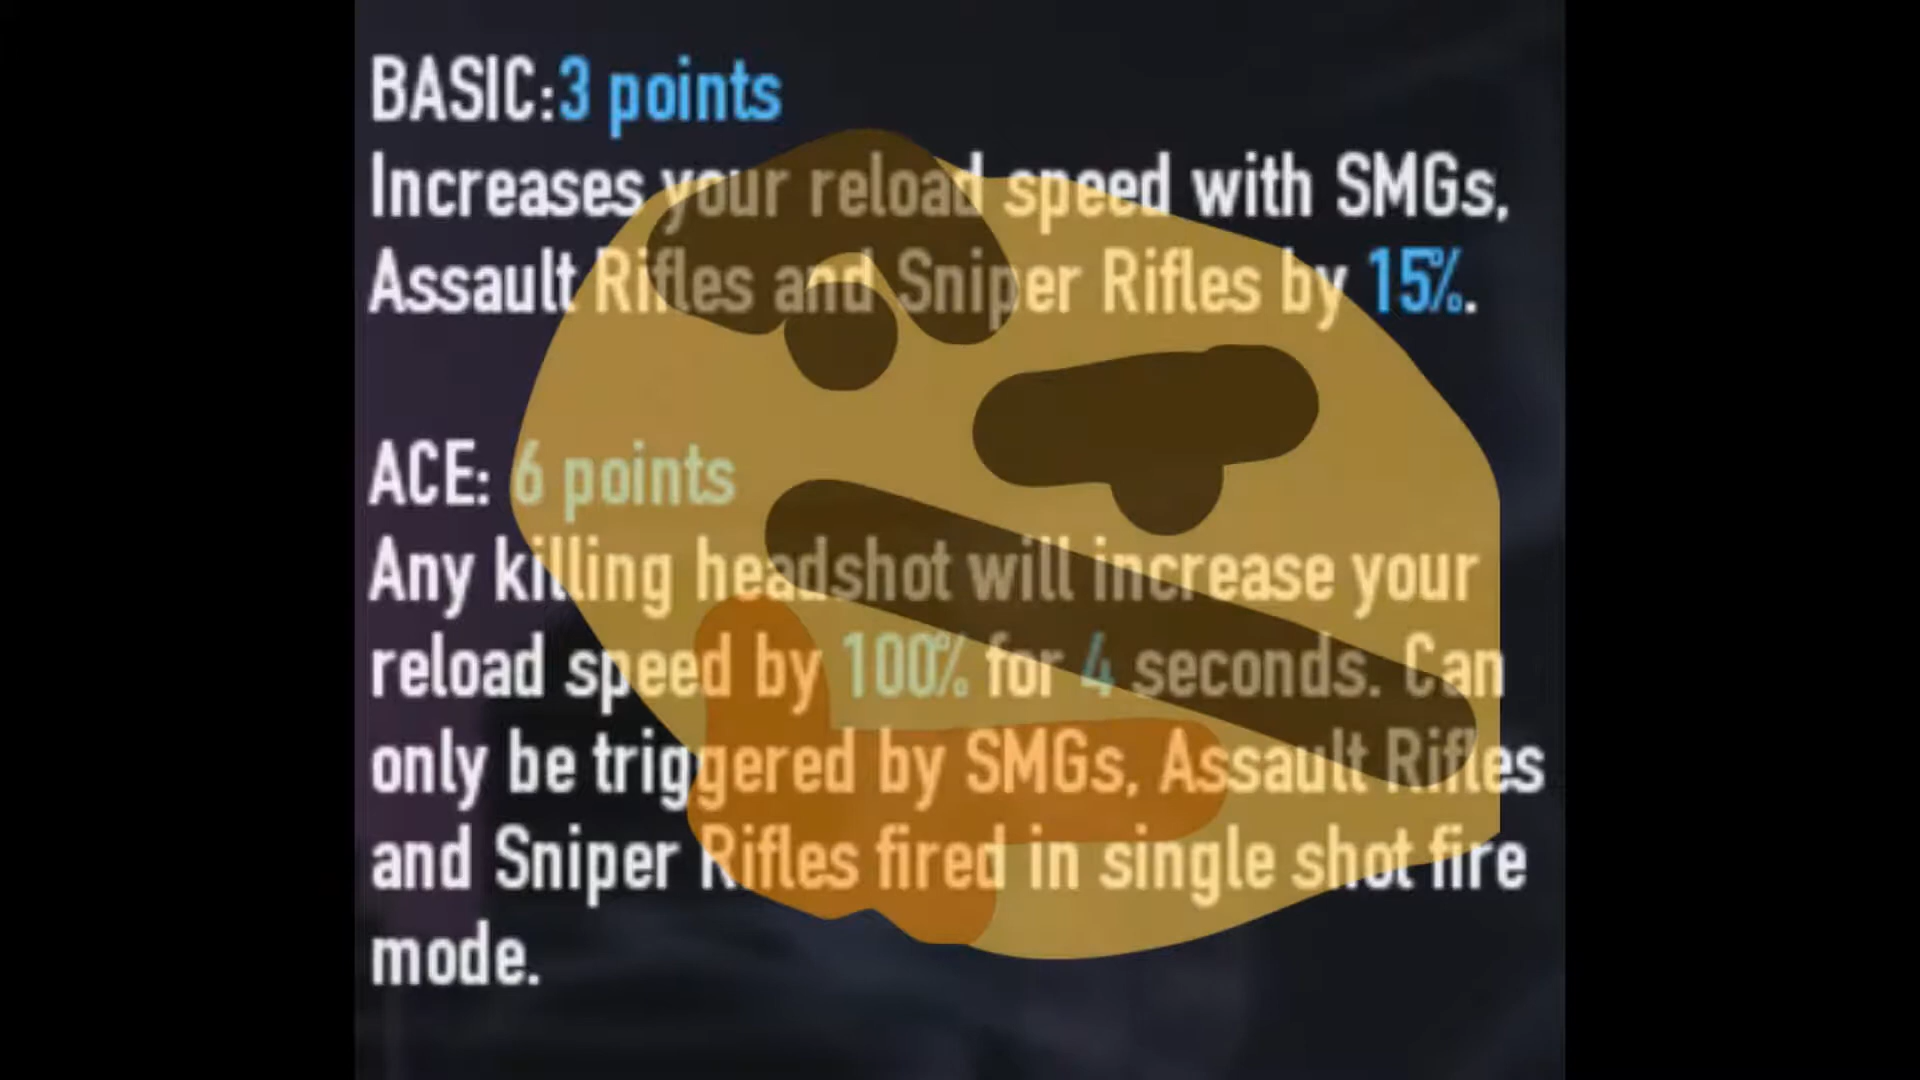 BASIC:3 points
Increases your reload speed with SMGs,
Assault Rifles and Sniper Rifles by 15%.
ACE: 6 points
Any killing headshot will increase your
reload speed by 100% for 4 seconds. Can
only be triggered by SMGs, Assault Rifles
and Sniper Rifles fired in single shot fire
mode.